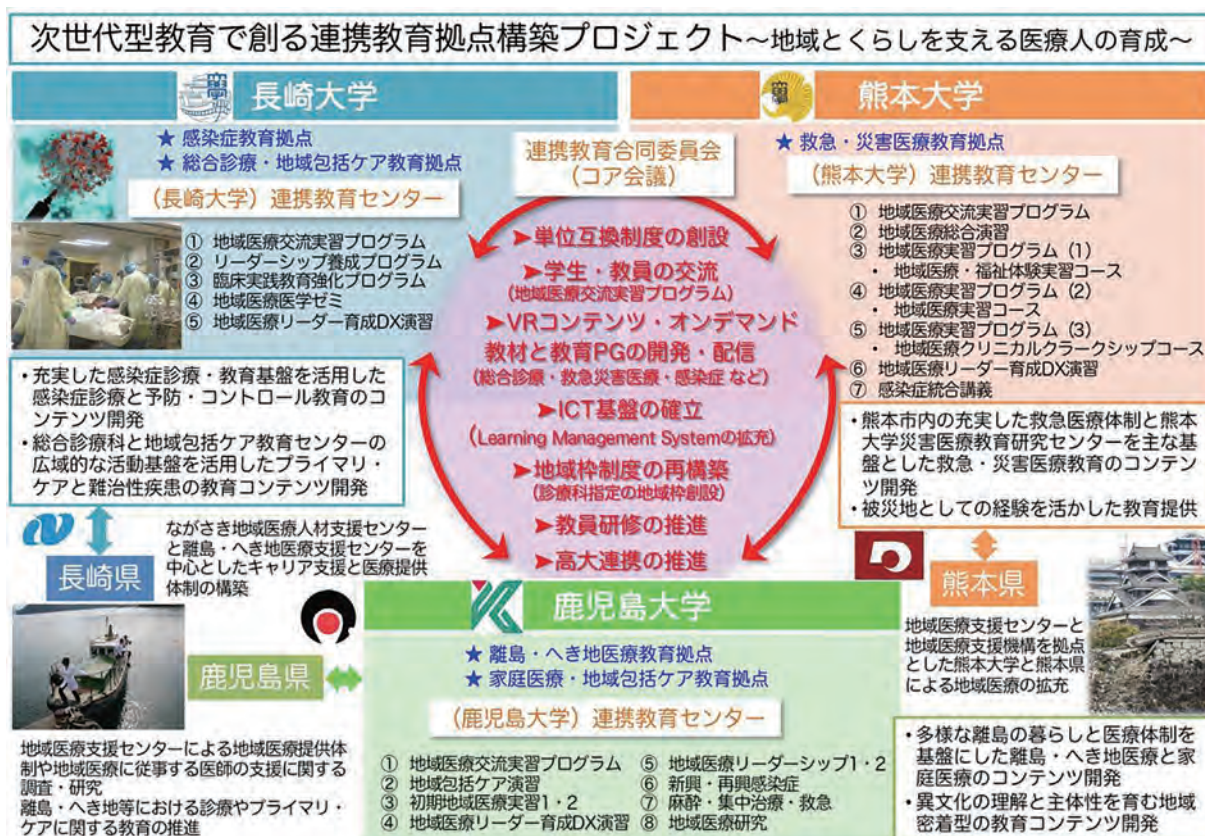 次世代型教育で創る連携教育拠点構築プロジェクト～地域とくらしを支える医療人の育成～
長崎大学
★ 感染症教育拠点
★ 総合診療・地域包括ケア教育拠点
(長崎大学) 連携教育センター
① 地域医療交流実習プログラム
② リーダーシップ養成プログラム
③ 臨床実践教育強化プログラム
④ 地域医療医学ゼミ
⑤ 地域医療リーダー育成DX演習
・充実した感染症診療・教育基盤を活用した
感染症診療と予防・コントロール教育のコ
ンテンツ開発
・総合診療科と地域包括ケア教育センターの
広域的な活動基盤を活用したプライマリ・
ケアと難治性疾患の教育コンテンツ開発
連携教育合同委員会
(コア会議)
➤単位互換制度の創設
➤学生・教員の交流
(地域医療交流実習プログラム)
➤VRコンテンツ・オンデマンド
教材と教育PGの開発・配信
(総合診療・救急災害医療・感染症 など)
➤ICT基盤の確立
(Learning Management Systemの拡充)
➤地域枠制度の再構築
(診療科指定の地域枠創設)
➤教員研修の推進
➤高大連携の推進
熊本大学
★ 救急・災害医療教育拠点
(熊本大学) 連携教育センター
① 地域医療交流実習プログラム
② 地域医療総合演習
③ 地域医療実習プログラム (1)
・ 地域医療・福祉体験実習コース
④ 地域医療実習プログラム (2)
・ 地域医療実習コース
⑤ 地域医療実習プログラム (3)
・ 地域医療クリニカルクラークシップコース
⑥ 地域医療リーダー育成DX演習
⑦ 感染症統合講義
・熊本市内の充実した救急医療体制と熊本
大学災害医療教育研究センターを主な基
盤とした救急・災害医療教育のコンテン
ツ開発
・被災地としての経験を活かした教育提供
長崎県
ながさき地域医療人材支援センター
と離島・へき地医療支援センターを
中心としたキャリア支援と医療提供
体制の構築
熊本県
地域医療支援センターと
地域医療支援機構を拠点
とした熊本大学と熊本県
による地域医療の拡充
鹿児島県
地域医療支援センターによる地域医療提供体
制や地域医療に従事する医師の支援に関する
調査・研究
離島・へき地等における診療やプライマリ・
ケアに関する教育の推進
鹿児島大学
★ 離島・へき地医療教育拠点
★ 家庭医療・地域包括ケア教育拠点
(鹿児島大学) 連携教育センター
① 地域医療交流実習プログラム
② 地域包括ケア演習
③ 初期地域医療実習1・2
④ 地域医療リーダー育成DX演習
⑤ 地域医療リーダーシップ1・2
⑥ 新興・再興感染症
⑦ 麻酔・集中治療・救急
⑧ 地域医療研究
・多様な離島の暮らしと医療体制を
基盤にした離島・へき地医療と家
庭医療のコンテンツ開発
・異文化の理解と主体性を育む地域
密着型の教育コンテンツ開発